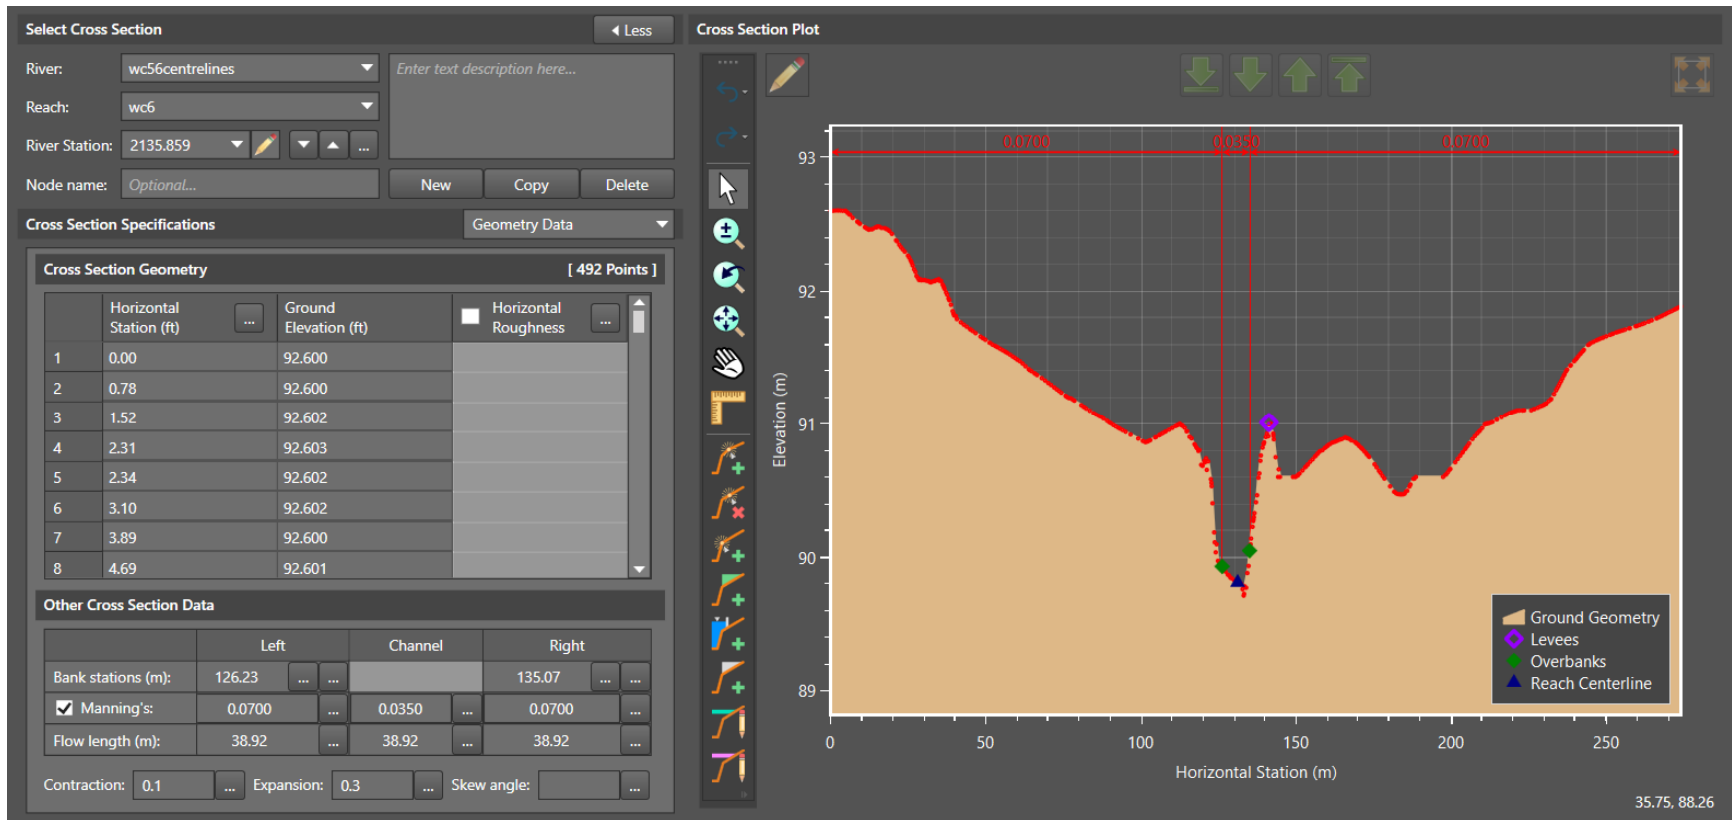 Select Cross Section
Less
River:
wc56centrelines
Enter text description here...
Reach:
wc6
River Station:
2135.859
...
Node name:
Optional...
New
Copy
Delete
Cross Section Specifications
Geometry Data
Cross Section Geometry
[ 492 Points ]
Horizontal Station (ft) ... Ground Elevation (ft) Horizontal Roughness ...
1 0.00 92.600
2 0.78 92.600
3 1.52 92.602
4 2.31 92.603
5 2.34 92.602
6 3.10 92.602
7 3.89 92.600
8 4.69 92.601
Other Cross Section Data
Left Channel Right
Bank stations (m): 126.23 ... ... 135.07 ... ...
Manning's: 0.0700 ... 0.0350 ... 0.0700 ...
Flow length (m): 38.92 ... 38.92 ... 38.92 ...
Contraction: 0.1 ... Expansion: 0.3 ... Skew angle: ...
Cross Section Plot
0.0700 0.0350 0.0700
93
92
91
90
89
Elevation (m)
Ground Geometry
Levees
Overbanks
Reach Centerline
0 50 100 150 200 250
Horizontal Station (m)
35.75, 88.26